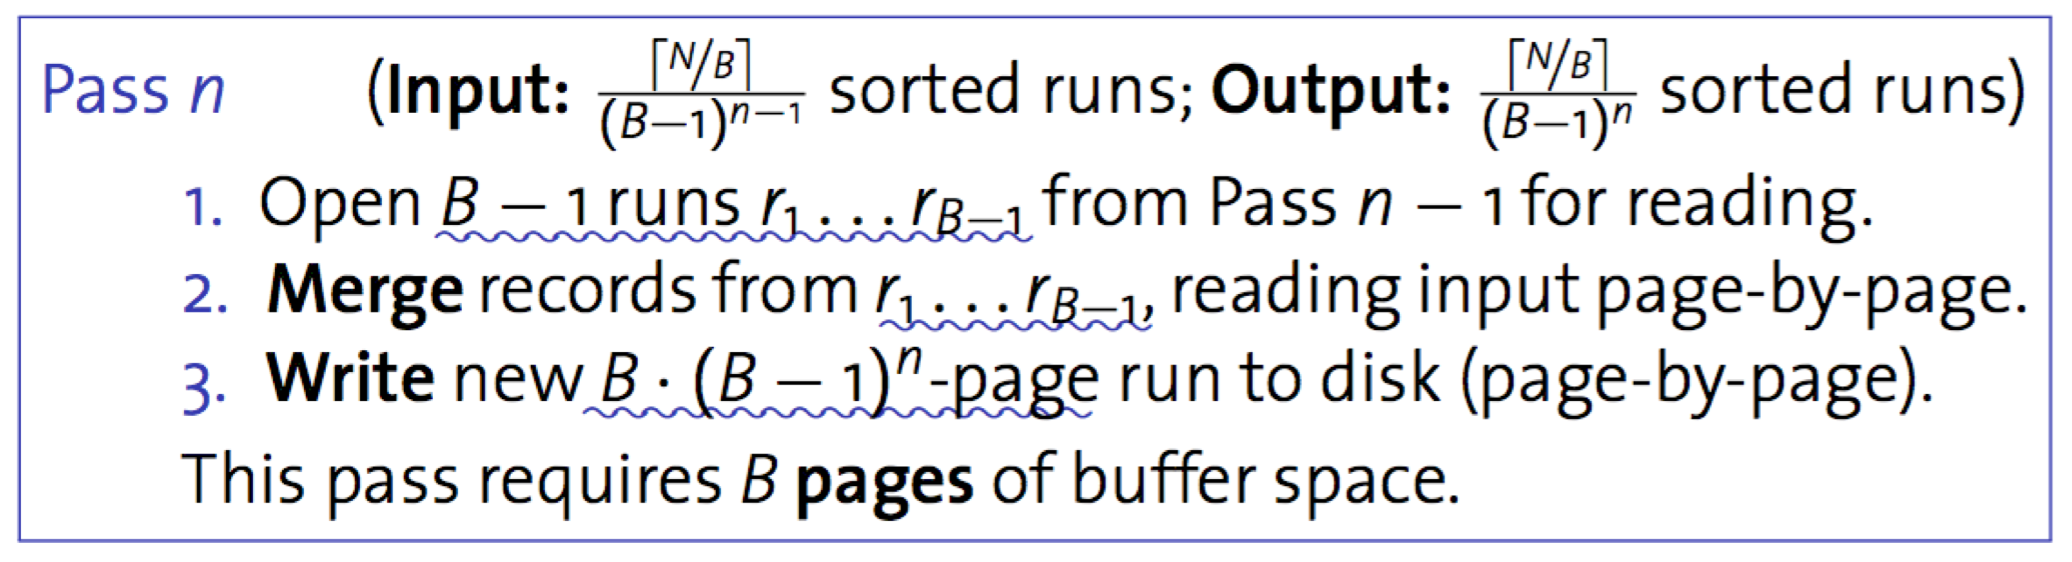 Pass n (Input: ⌈N/B⌉/(B−1)ⁿ⁻¹ sorted runs; Output: ⌈N/B⌉/(B−1)ⁿ sorted runs)
1. Open B − 1 runs r₁ . . . r_{B−1} from Pass n − 1 for reading.
2. Merge records from r₁ . . . r_{B−1}, reading input page-by-page.
3. Write new B · (B − 1)ⁿ-page run to disk (page-by-page).
This pass requires B pages of buffer space.